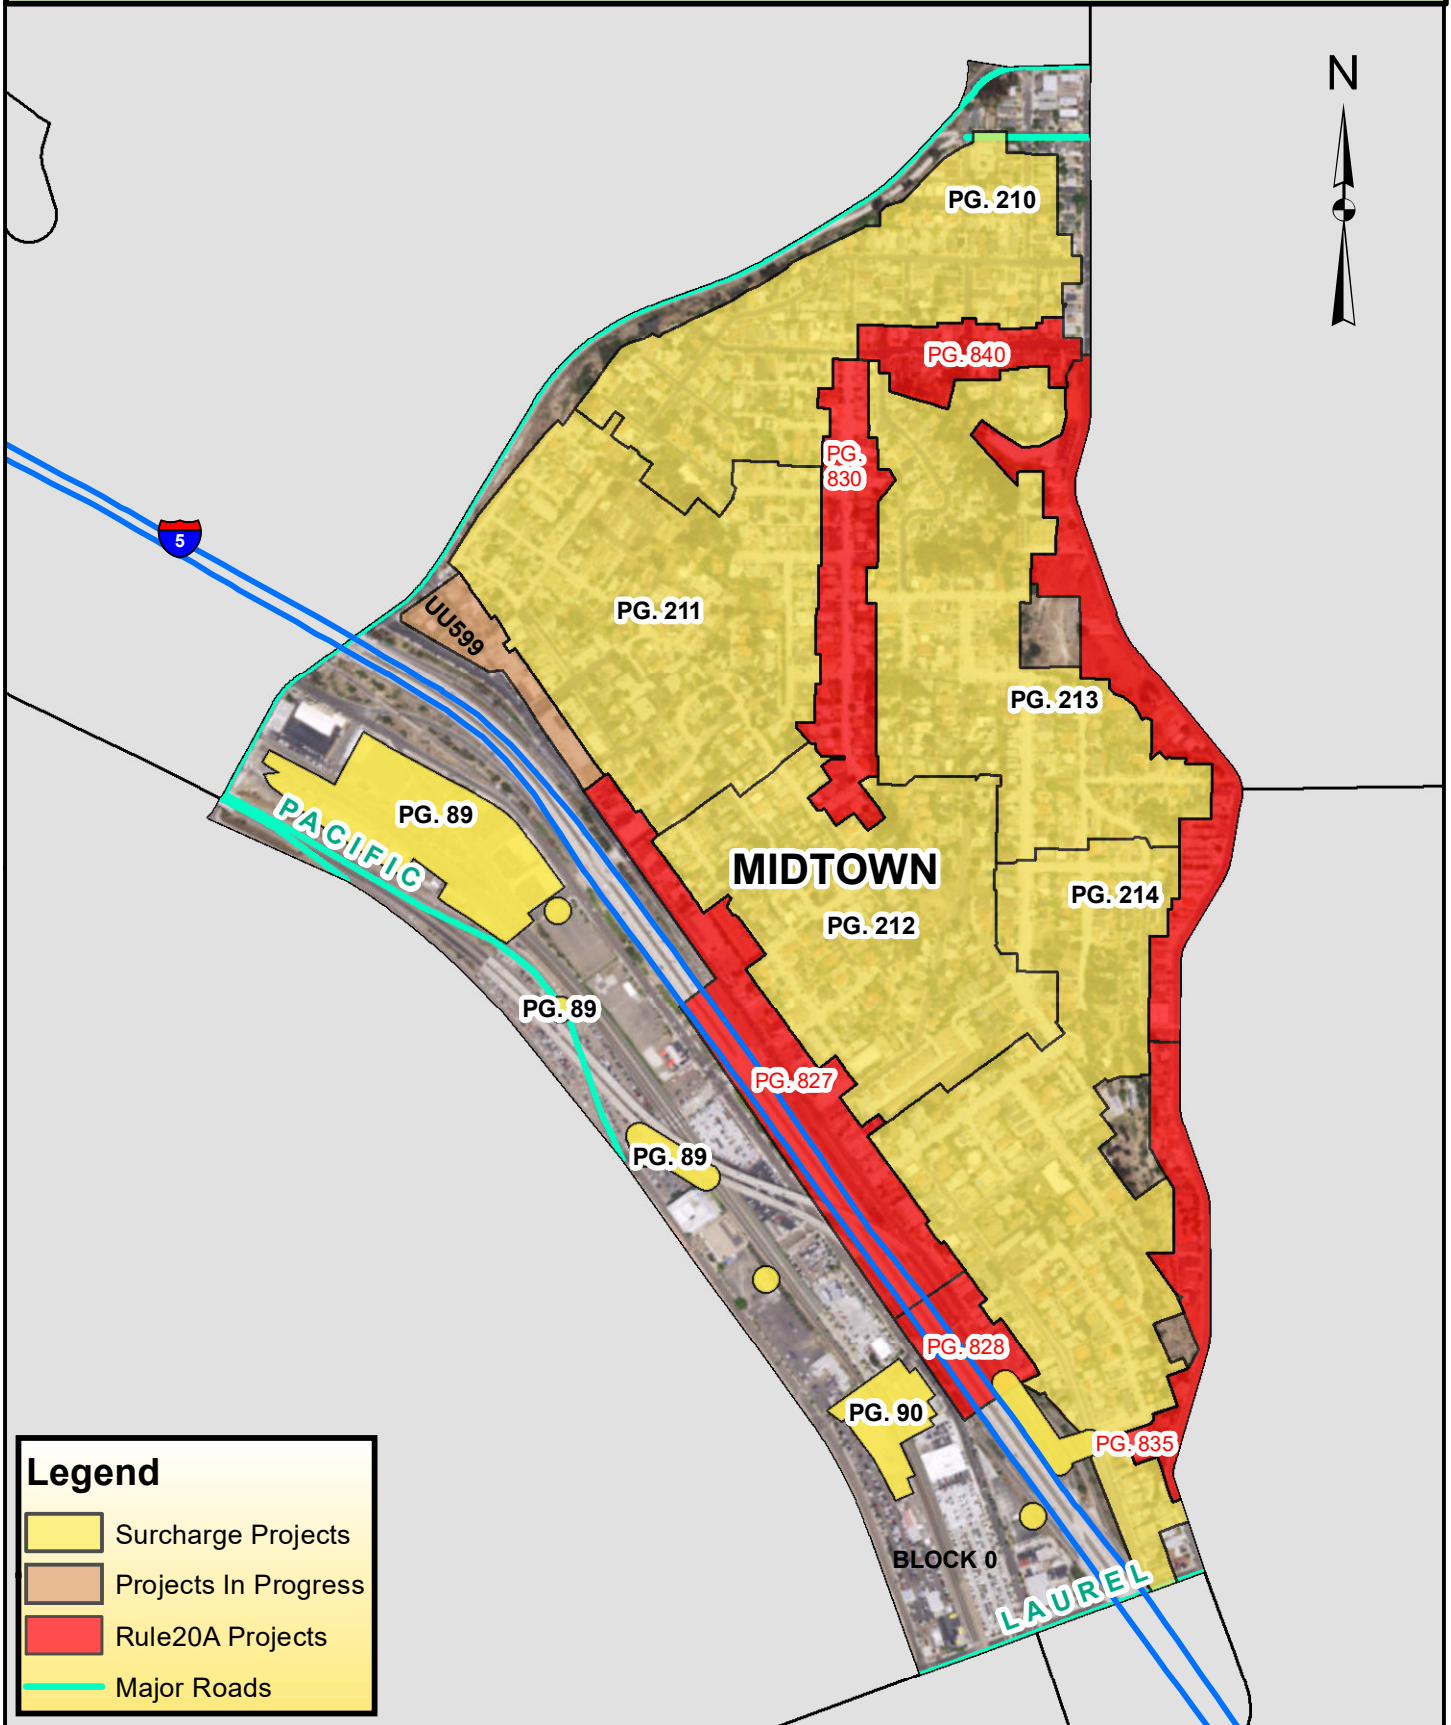 N
PG. 210
PG. 840
PG.
830
5
UU599
PG. 211
PG. 213
PG. 89
PACIFIC
MIDTOWN
PG. 214
PG. 212
PG. 89
PG. 827
PG. 89
PG. 828
PG. 90
PG. 835
BLOCK 0
LAUREL
Legend
Surcharge Projects
Projects In Progress
Rule20A Projects
Major Roads